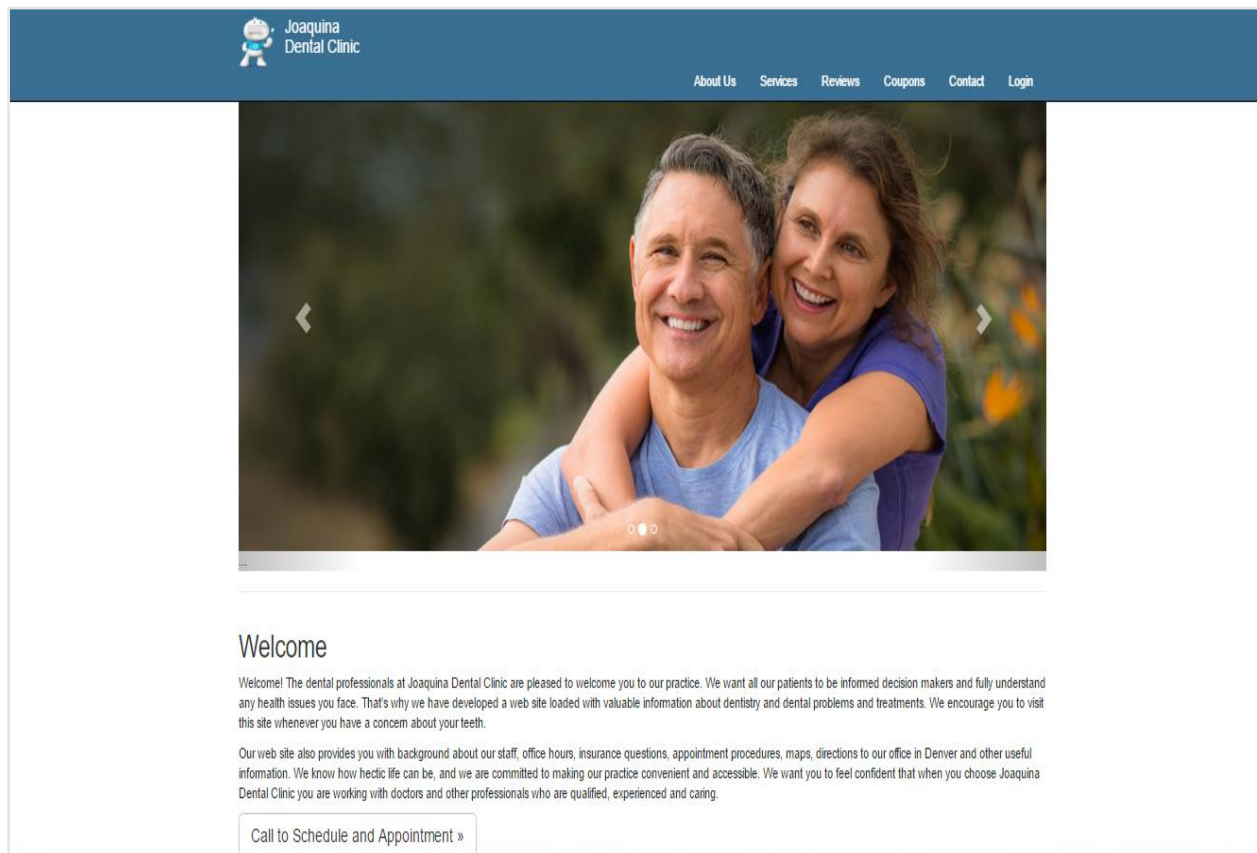 Joaquina
Dental Clinic
About Us Services Reviews Coupons Contact Login
...
Welcome
Welcome! The dental professionals at Joaquina Dental Clinic are pleased to welcome you to our practice. We want all our patients to be informed decision makers and fully understand
any health issues you face. That's why we have developed a web site loaded with valuable information about dentistry and dental problems and treatments. We encourage you to visit
this site whenever you have a concern about your teeth.
Our web site also provides you with background about our staff, office hours, insurance questions, appointment procedures, maps, directions to our office in Denver and other useful
information. We know how hectic life can be, and we are committed to making our practice convenient and accessible. We want you to feel confident that when you choose Joaquina
Dental Clinic you are working with doctors and other professionals who are qualified, experienced and caring.
Call to Schedule and Appointment »